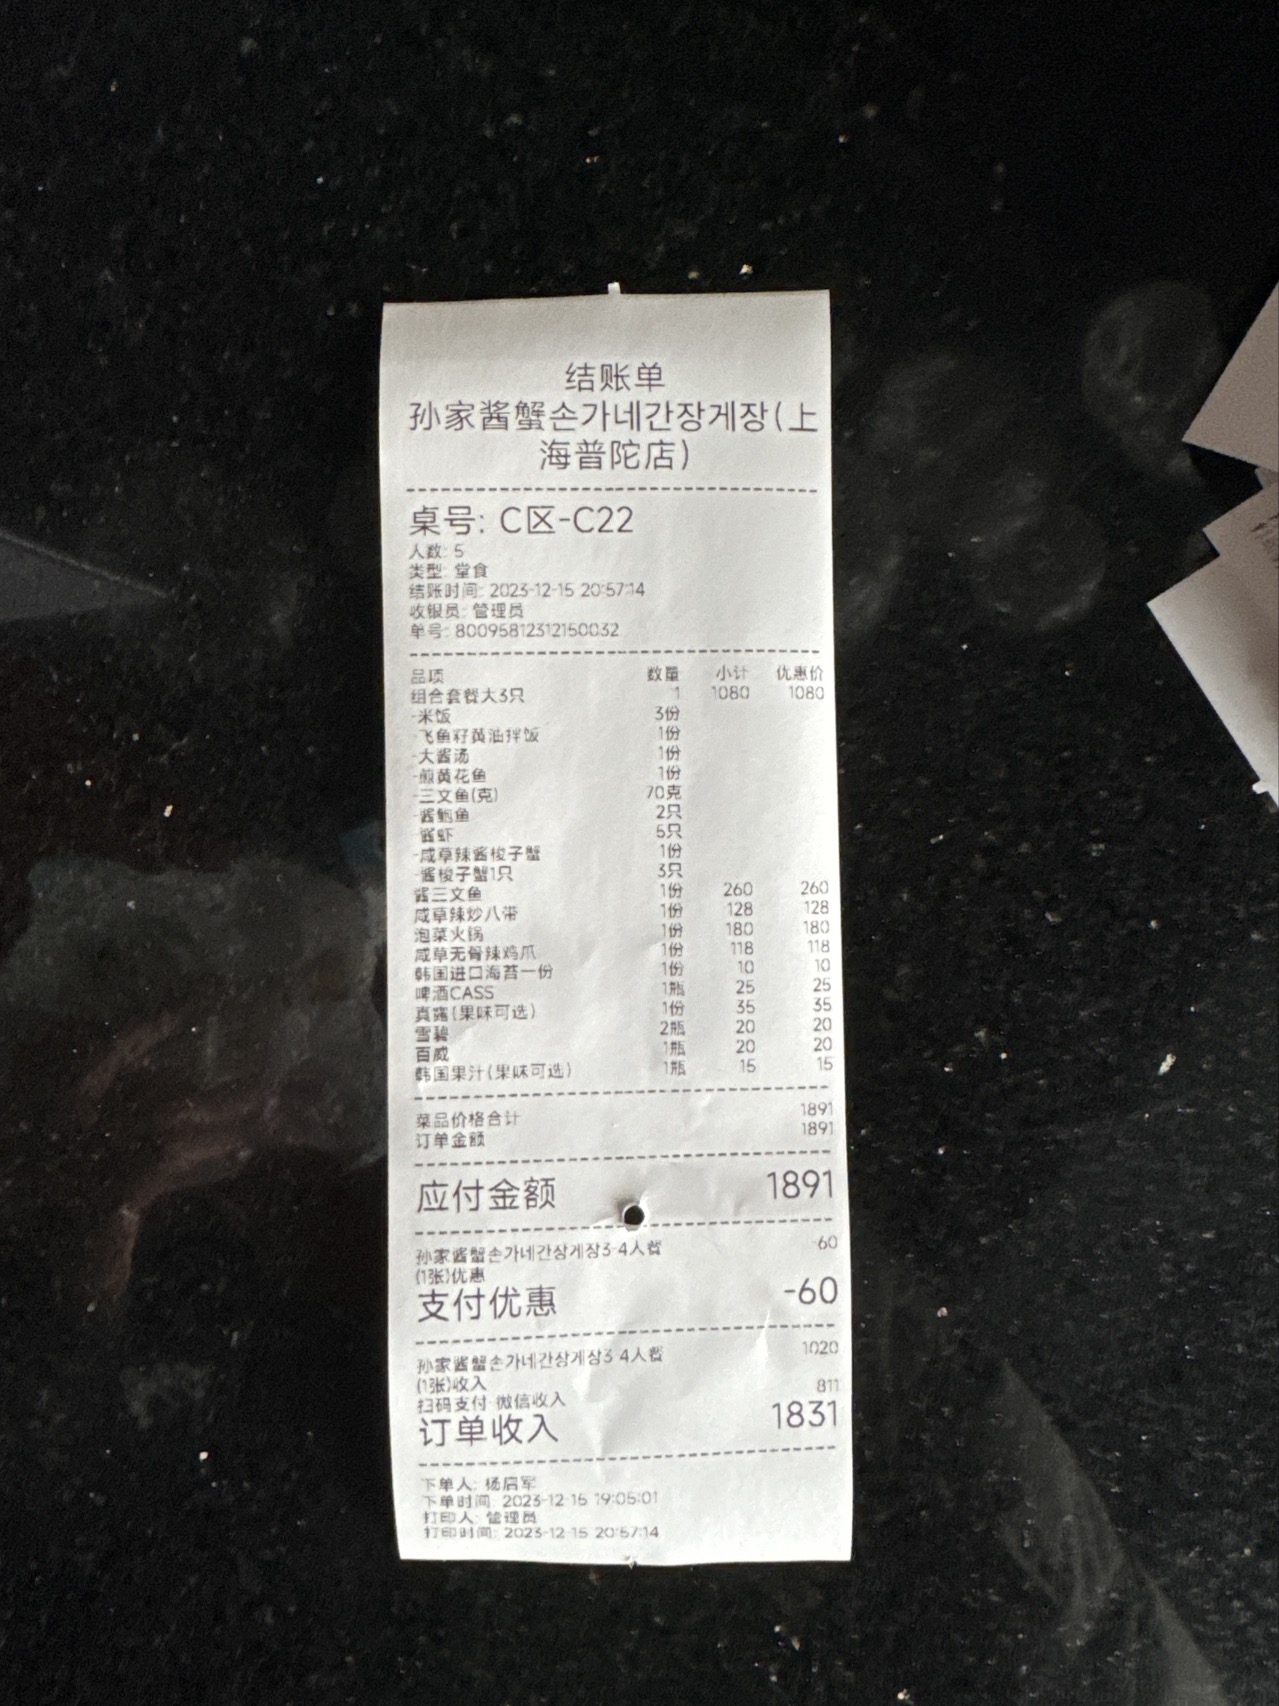 结账单
孙家酱蟹손가네간장게장(上
海普陀店)
桌号: C区-C22
人数: 5
类型: 堂食
结账时间: 2023-12-15 20:57:14
收银员: 管理员
单号: 80095812312150032
品项 数量 小计 优惠价
组合套餐大3只 1 1080 1080
-米饭 3份
-飞鱼籽黄油拌饭 1份
-大酱汤 1份
-煎黄花鱼 1份
-三文鱼(克) 70克
-酱鲍鱼 2只
-酱虾 5只
-咸草辣酱梭子蟹 1份
-酱梭子蟹1只 3只
酱三文鱼 1份 260 260
咸草辣炒八带 1份 128 128
泡菜火锅 1份 180 180
咸草无骨辣鸡爪 1份 118 118
韩国进口海苔一份 1份 10 10
啤酒CASS 1瓶 25 25
真露(果味可选) 1份 35 35
雪碧 2瓶 20 20
百威 1瓶 20 20
韩国果汁(果味可选) 1瓶 15 15
菜品价格合计 1891
订单金额 1891
应付金额 1891
孙家酱蟹손가네간장게장3-4人餐 -60
(1张)优惠
支付优惠 -60
孙家酱蟹손가네간장게장3-4人餐 1020
(1张)收入
扫码支付-微信收入 811
订单收入 1831
下单人: 杨启军
下单时间: 2023-12-15 19:05:01
打印人: 管理员
打印时间: 2023-12-15 20:57:14